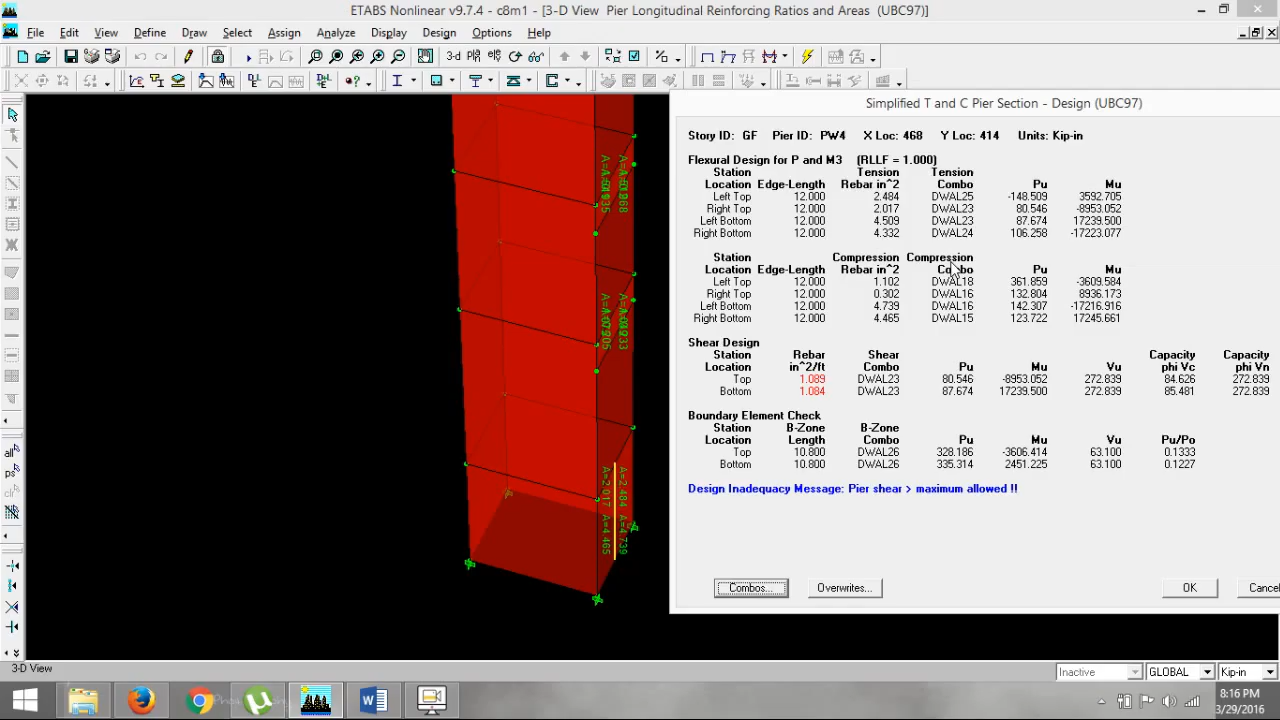 ETABS Nonlinear v9.7.4 - c8m1 - [3-D View Pier Longitudinal Reinforcing Ratios and Areas (UBC97)]
File Edit View Define Draw Select Assign Analyze Display Design Options Help
3-d
Simplified T and C Pier Section - Design (UBC97)
Story ID: GF Pier ID: PW4 X Loc: 468 Y Loc: 414 Units: Kip-in
Flexural Design for P and M3 (RLLF = 1.000)
Station Tension Tension
Location Edge-Length Rebar in^2 Combo Pu Mu
Left Top 12.000 2.484 DWAL25 -148.509 3592.705
Right Top 12.000 2.017 DWAL23 80.546 -8953.052
Left Bottom 12.000 4.509 DWAL23 87.674 17239.500
Right Bottom 12.000 4.332 DWAL24 106.258 -17223.077
Station Compression Compression
Location Edge-Length Rebar in^2 Combo Pu Mu
Left Top 12.000 1.102 DWAL18 361.859 -3609.584
Right Top 12.000 0.302 DWAL16 132.804 8936.173
Left Bottom 12.000 4.739 DWAL16 142.307 -17216.916
Right Bottom 12.000 4.465 DWAL15 123.722 17245.661
Shear Design
Station Rebar Shear Capacity Capacity
Location in^2/ft Combo Pu Mu Vu phi Vc phi Vn
Top 1.089 DWAL23 80.546 -8953.052 272.839 84.626 272.839
Bottom 1.084 DWAL23 87.674 17239.500 272.839 85.481 272.839
Boundary Element Check
Station B-Zone B-Zone
Location Length Combo Pu Mu Vu Pu/Po
Top 10.800 DWAL26 328.186 -3606.414 63.100 0.1333
Bottom 10.800 DWAL26 335.314 2451.225 63.100 0.1227
Design Inadequacy Message: Pier shear > maximum allowed !!
Combos... Overwrites... OK Cancel
A=2.017 A=2.484
A=4.465 A=4.739
all
ps
clr
3-D View
Inactive GLOBAL Kip-in
8:16 PM
3/29/2016